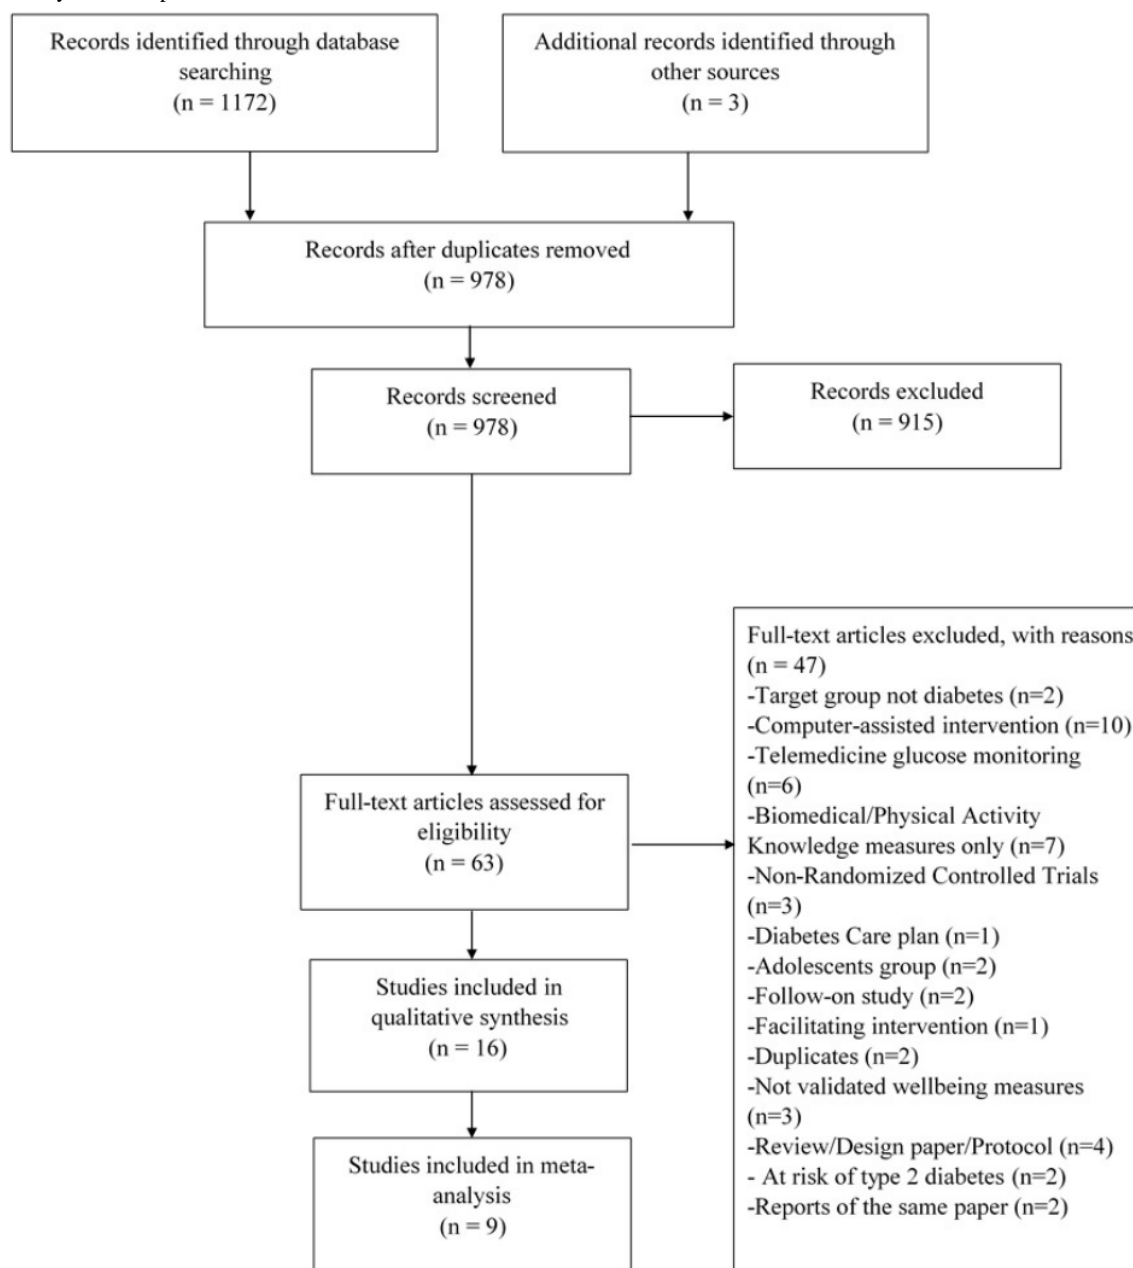 Records identified through database
searching
(n = 1172)
Additional records identified through
other sources
(n = 3)
Records after duplicates removed
(n = 978)
Records screened
(n = 978)
Records excluded
(n = 915)
Full-text articles assessed for
eligibility
(n = 63)
Full-text articles excluded, with reasons
(n = 47)
-Target group not diabetes (n=2)
-Computer-assisted intervention (n=10)
-Telemedicine glucose monitoring
(n=6)
-Biomedical/Physical Activity
Knowledge measures only (n=7)
-Non-Randomized Controlled Trials
(n=3)
-Diabetes Care plan (n=1)
-Adolescents group (n=2)
-Follow-on study (n=2)
-Facilitating intervention (n=1)
-Duplicates (n=2)
-Not validated wellbeing measures
(n=3)
-Review/Design paper/Protocol (n=4)
- At risk of type 2 diabetes (n=2)
-Reports of the same paper (n=2)
Studies included in
qualitative synthesis
(n = 16)
Studies included in meta-
analysis
(n = 9)